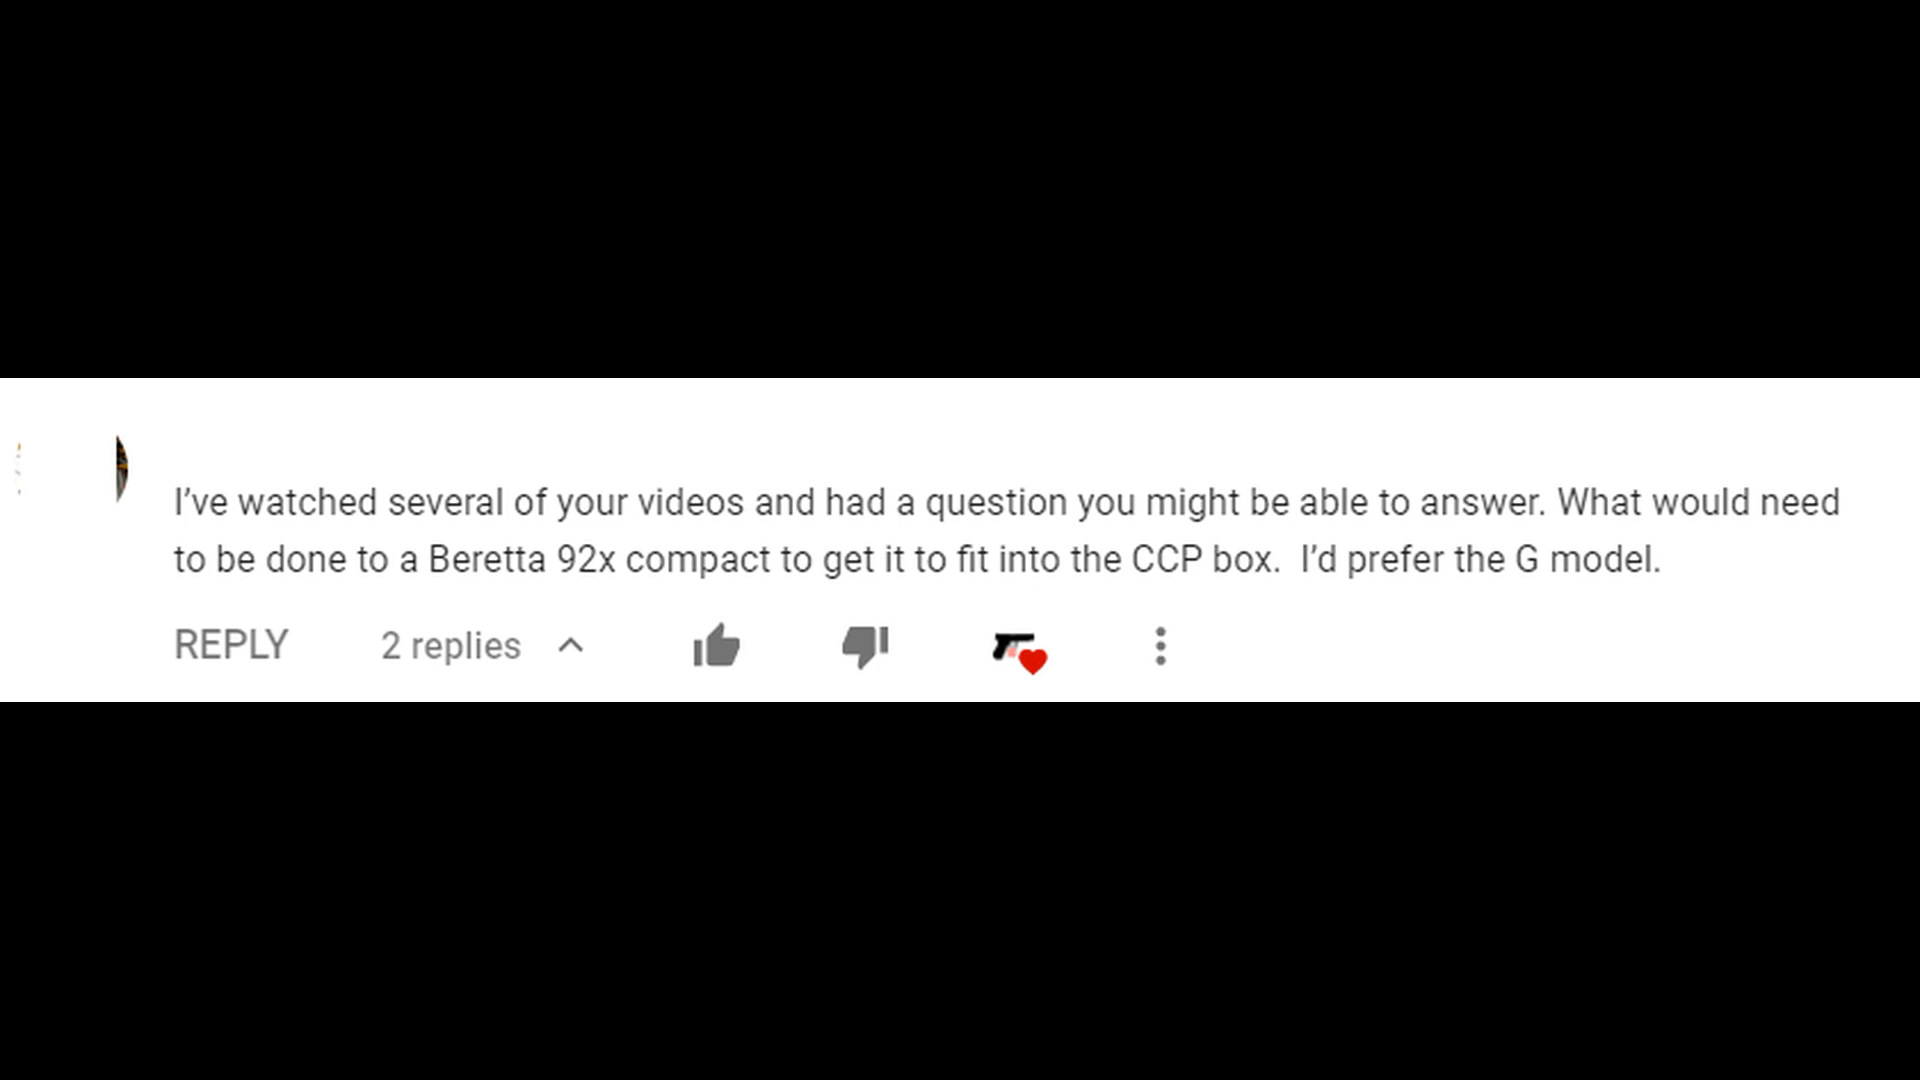 I’ve watched several of your videos and had a question you might be able to answer. What would need
to be done to a Beretta 92x compact to get it to fit into the CCP box.  I’d prefer the G model.
REPLY 2 replies